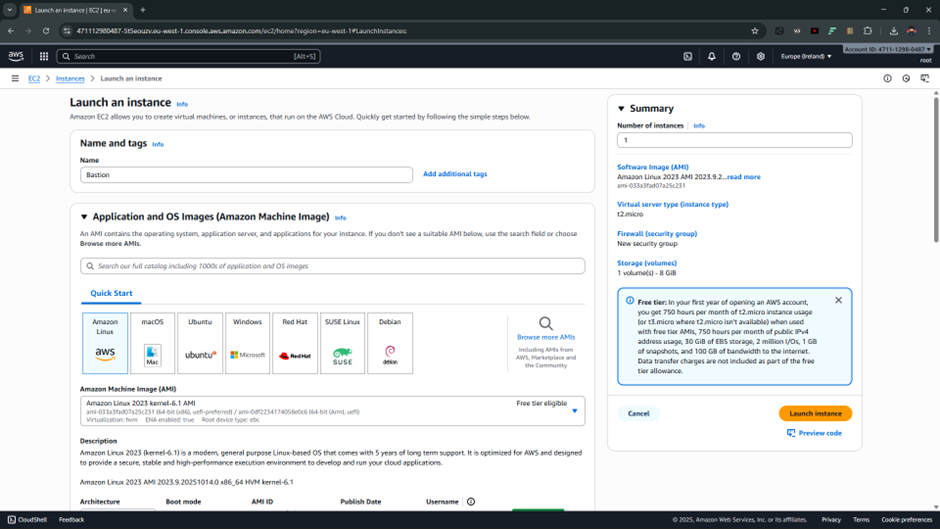 Launch an instance | EC2 | eu-w
471112980487-5t5eouzv.eu-west-1.console.aws.amazon.com/ec2/home?region=eu-west-1#LaunchInstances:
aws
Search
[Alt+S]
Europe (Ireland)
Account ID: 4711-1298-0487
root
EC2
Instances
Launch an instance
Launch an instance Info
Amazon EC2 allows you to create virtual machines, or instances, that run on the AWS Cloud. Quickly get started by following the simple steps below.
Name and tags Info
Name
Bastion
Add additional tags
Application and OS Images (Amazon Machine Image) Info
An AMI contains the operating system, application server, and applications for your instance. If you don't see a suitable AMI below, use the search field or choose
Browse more AMIs.
Search our full catalog including 1000s of application and OS images
Quick Start
Amazon Linux
aws
macOS
Mac
Ubuntu
ubuntu
Windows
Microsoft
Red Hat
Red Hat
SUSE Linux
SUSE
Debian
debian
Browse more AMIs
Including AMIs from
AWS, Marketplace and
the Community
Amazon Machine Image (AMI)
Amazon Linux 2023 kernel-6.1 AMI
Free tier eligible
ami-033a3fad07a25c231 (64-bit (x86), uefi-preferred) / ami-0df2234174058e0c6 (64-bit (Arm), uefi)
Virtualization: hvm ENA enabled: true Root device type: ebs
Description
Amazon Linux 2023 (kernel-6.1) is a modern, general purpose Linux-based OS that comes with 5 years of long term support. It is optimized for AWS and designed
to provide a secure, stable and high-performance execution environment to develop and run your cloud applications.
Amazon Linux 2023 AMI 2023.9.20251014.0 x86_64 HVM kernel-6.1
Architecture Boot mode AMI ID Publish Date Username
Summary
Number of instances Info
1
Software Image (AMI)
Amazon Linux 2023 AMI 2023.9.2...read more
ami-033a3fad07a25c231
Virtual server type (instance type)
t2.micro
Firewall (security group)
New security group
Storage (volumes)
1 volume(s) - 8 GiB
Free tier: In your first year of opening an AWS account,
you get 750 hours per month of t2.micro instance usage
(or t3.micro where t2.micro isn't available) when used
with free tier AMIs, 750 hours per month of public IPv4
address usage, 30 GiB of EBS storage, 2 million I/Os, 1 GB
of snapshots, and 100 GB of bandwidth to the internet.
Data transfer charges are not included as part of the free
tier allowance.
Cancel
Launch instance
Preview code
CloudShell
Feedback
© 2025, Amazon Web Services, Inc. or its affiliates.
Privacy
Terms
Cookie preferences